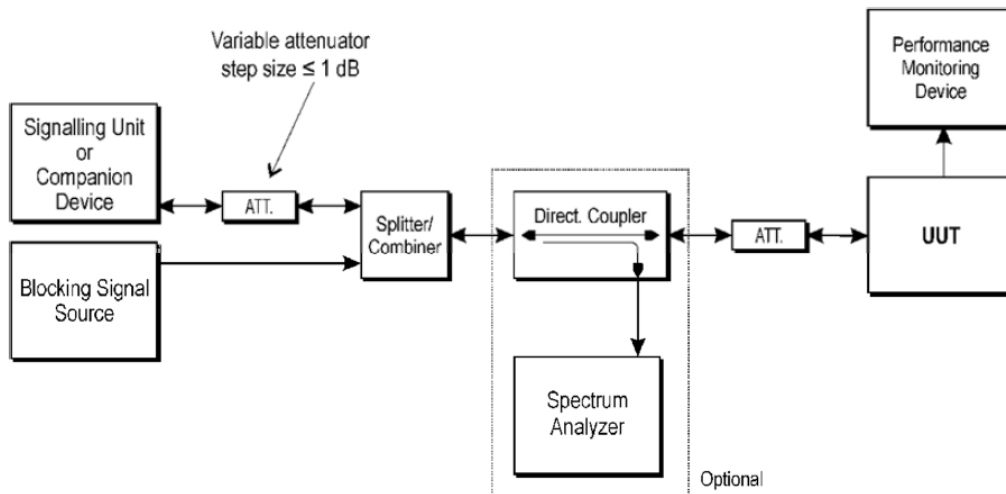 Variable attenuator
step size ≤ 1 dB
Signalling Unit
or
Companion
Device
ATT.
Splitter/
Combiner
Blocking Signal
Source
Direct. Coupler
Spectrum
Analyzer
Optional
ATT.
Performance
Monitoring
Device
UUT